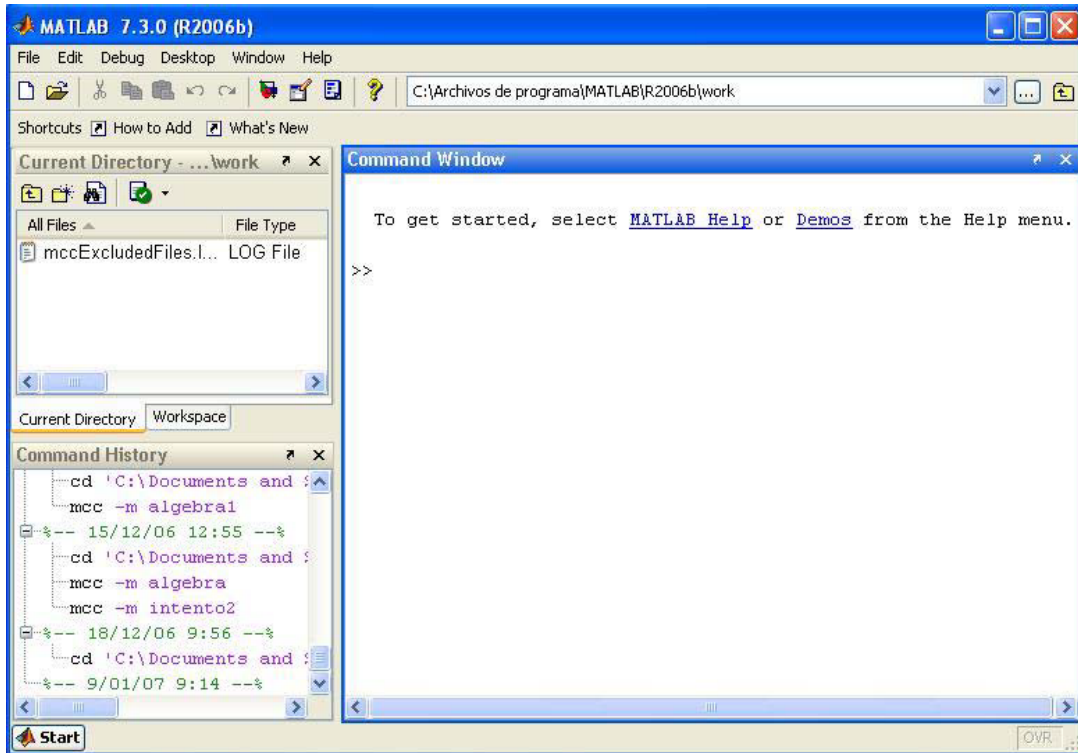 MATLAB 7.3.0 (R2006b)
File Edit Debug Desktop Window Help
C:\Archivos de programa\MATLAB\R2006b\work
Shortcuts How to Add What's New
Current Directory - ...\work
All Files File Type
mccExcludedFiles.l... LOG File
Current Directory Workspace
Command History
cd 'C:\Documents and
mcc -m algebra1
%-- 15/12/06 12:55 --%
cd 'C:\Documents and
mcc -m algebra
mcc -m intento2
%-- 18/12/06 9:56 --%
cd 'C:\Documents and
%-- 9/01/07 9:14 --%
Command Window
To get started, select MATLAB Help or Demos from the Help menu.
>>
Start
OVR